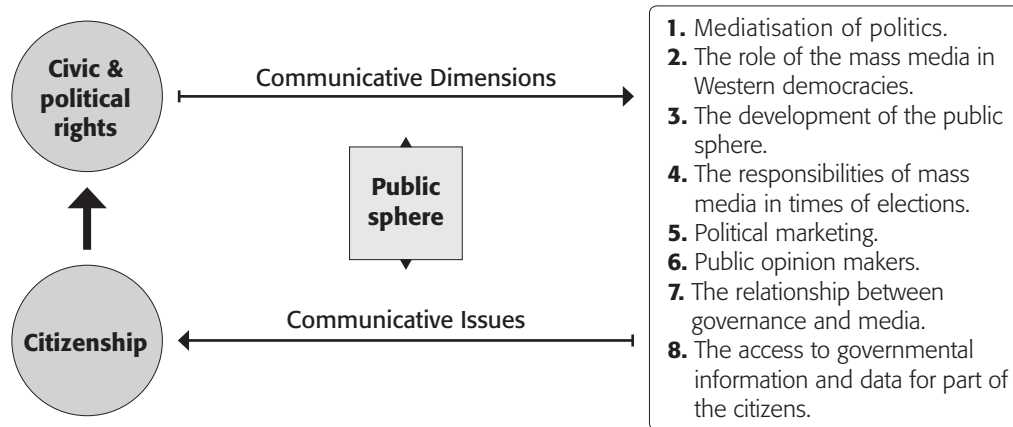 Civic &
political
rights
Communicative Dimensions
Public
sphere
Citizenship
Communicative Issues
1. Mediatisation of politics.
2. The role of the mass media in
Western democracies.
3. The development of the public
sphere.
4. The responsibilities of mass
media in times of elections.
5. Political marketing.
6. Public opinion makers.
7. The relationship between
governance and media.
8. The access to governmental
information and data for part of
the citizens.